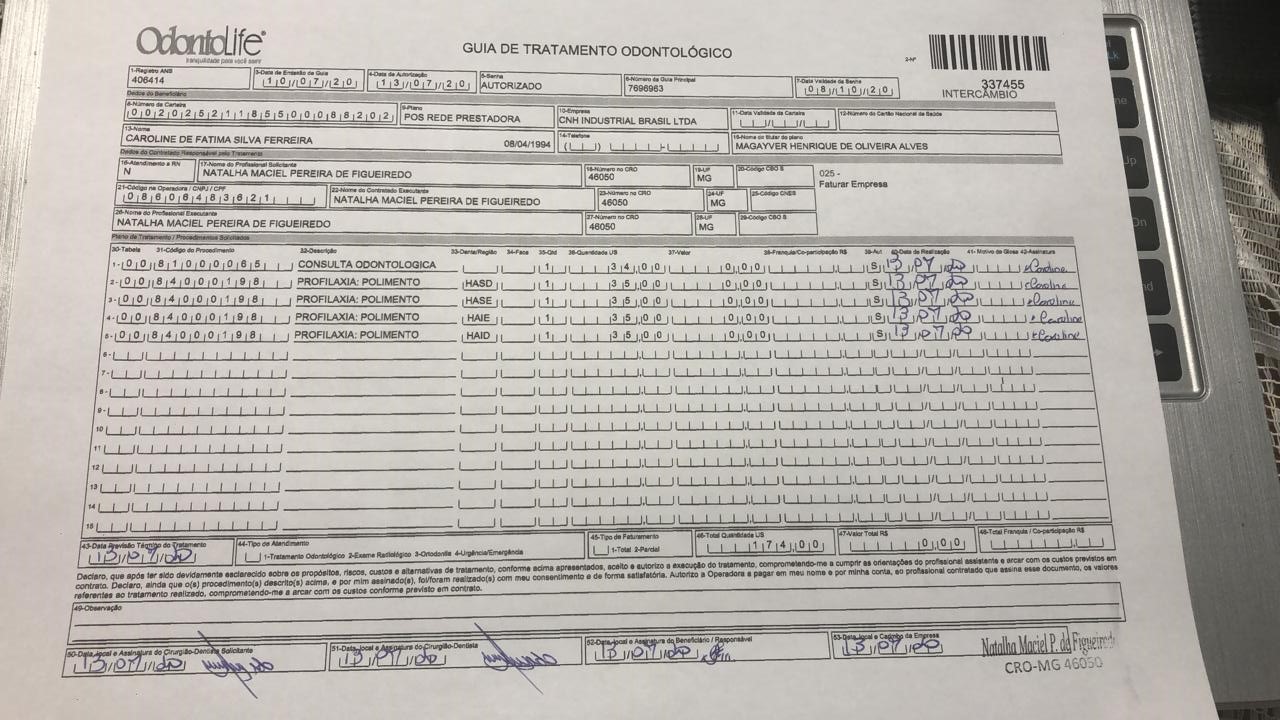 OdontoLife®
tranquilidade para você sorrir
GUIA DE TRATAMENTO ODONTOLÓGICO
2-Nº
337455
INTERCÂMBIO
1-Registro ANS
406414
3-Data de Emissão da Guia
10/07/20
4-Data de Autorização
13/07/20
5-Senha
AUTORIZADO
6-Número da Guia Principal
7696963
7-Data Validade da Senha
08/10/20
Dados do Beneficiário
8-Número da Carteira
00202521185500088202
9-Plano
POS REDE PRESTADORA
10-Empresa
CNH INDUSTRIAL BRASIL LTDA
11-Data Validade da Carteira
12-Número do Cartão Nacional de Saúde
13-Nome
CAROLINE DE FATIMA SILVA FERREIRA
08/04/1994
14-Telefone
15-Nome do titular do plano
MAGAYVER HENRIQUE DE OLIVEIRA ALVES
Dados do Contratado Responsável pelo Tratamento
16-Atendimento a RN
N
17-Nome do Profissional Solicitante
NATALHA MACIEL PEREIRA DE FIGUEIREDO
18-Número no CRO
46050
19-UF
MG
20-Código CBO S
025 -
Faturar Empresa
21-Código na Operadora / CNPJ / CPF
08606483621
22-Nome do Contratado Executante
NATALHA MACIEL PEREIRA DE FIGUEIREDO
23-Número no CRO
46050
24-UF
MG
25-Código CNES
26-Nome do Profissional Executante
NATALHA MACIEL PEREIRA DE FIGUEIREDO
27-Número no CRO
46050
28-UF
MG
29-Código CBO S
Plano de Tratamento / Procedimentos Solicitados
30-Tabela 31-Código do Procedimento 32-Descrição 33-Dente/Região 34-Face 35-Qtd 36-Quantidade US 37-Valor 38-Franquia/Co-participação R$ 39-Aut 40-Data de Realização 41- Motivo da Glosa 42-Assinatura
1- 00 81000065 CONSULTA ODONTOLOGICA 1 34,00 0,00 S 13/07/20 Caroline
2- 00 84000198 PROFILAXIA: POLIMENTO HASD 1 35,00 0,00 S 13/07/20 Caroline
3- 00 84000198 PROFILAXIA: POLIMENTO HASE 1 35,00 0,00 S 13/07/20 Caroline
4- 00 84000198 PROFILAXIA: POLIMENTO HAIE 1 35,00 0,00 S 13/07/20 Caroline
5- 00 84000198 PROFILAXIA: POLIMENTO HAID 1 35,00 0,00 S 13/07/20 Caroline
6-
7-
8-
9-
10
11
12
13
14
15
43-Data Previsão Término do Tratamento
13/07/20
44-Tipo de Atendimento
1-Tratamento Odontológico 2-Exame Radiológico 3-Ortodontia 4-Urgência/Emergência
45-Tipo de Faturamento
1-Total 2-Parcial
46-Total Quantidade US
174,00
47-Valor Total R$
0,00
48-Total Franquia / Co-participação R$
Declaro, que após ter sido devidamente esclarecido sobre os propósitos, riscos, custos e alternativas de tratamento, conforme acima apresentados, aceito e autorizo a execução do tratamento, comprometendo-me a cumprir as orientações do profissional assistente e arcar com os custos previstos em
contrato. Declaro, ainda que o(s) procedimento(s) descrito(s) acima, e por mim assinado(s), foi/foram realizado(s) com meu consentimento e de forma satisfatória. Autorizo a Operadora a pagar em meu nome e por minha conta, ao profissional contratado que assina esse documento, os valores
referentes ao tratamento realizado, comprometendo-me a arcar com os custos conforme previsto em contrato.
49-Observação
50-Data, local e Assinatura do Cirurgião-Dentista Solicitante
13/07/20
51-Data, local e Assinatura do Cirurgião-Dentista
13/07/20
52-Data, local e Assinatura do Beneficiário / Responsável
13/07/20
53-Data, local e Carimbo da Empresa
13/07/20
Natalha Maciel P. de Figueiredo
CRO-MG 46050